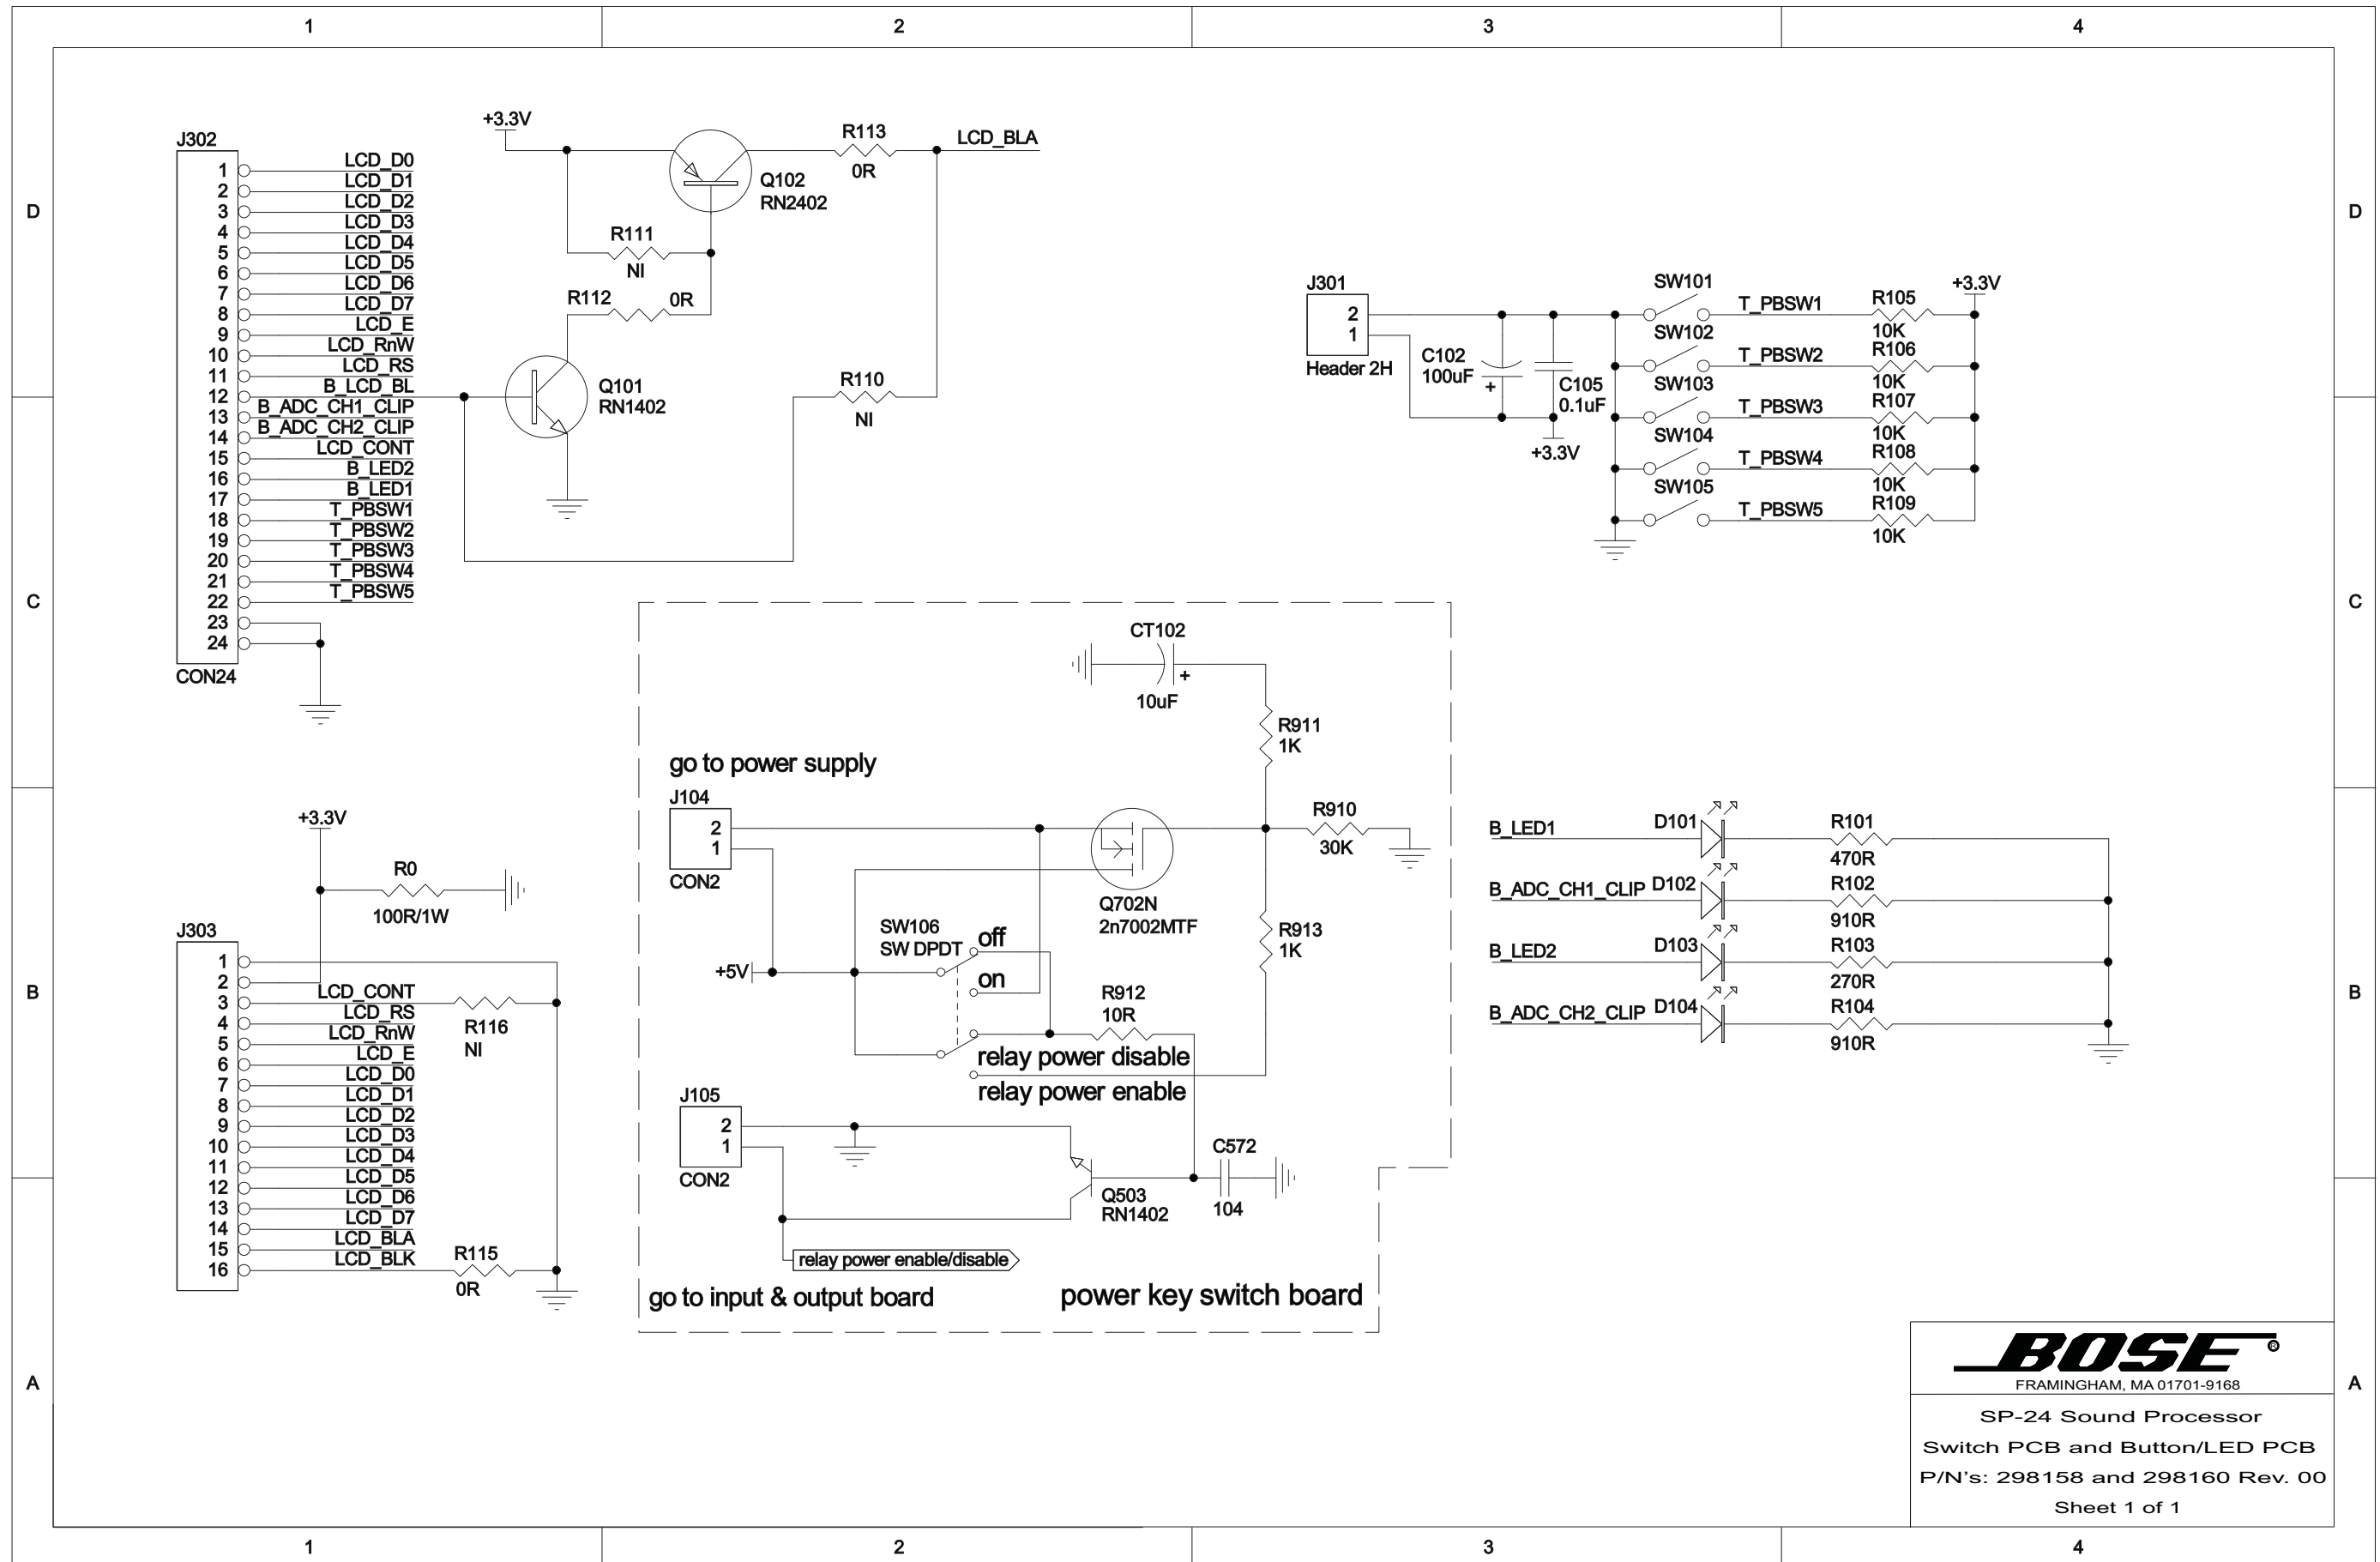 1 2 3 4
D D
C C
B B
A A
1 2 3 4
J302
1 LCD_D0
2 LCD_D1
3 LCD_D2
4 LCD_D3
5 LCD_D4
6 LCD_D5
7 LCD_D6
8 LCD_D7
9 LCD_E
10 LCD_RnW
11 LCD_RS
12 B_LCD_BL
13 B_ADC_CH1_CLIP
14 B_ADC_CH2_CLIP
15 LCD_CONT
16 B_LED2
17 B_LED1
18 T_PBSW1
19 T_PBSW2
20 T_PBSW3
21 T_PBSW4
22 T_PBSW5
23
24
CON24
+3.3V
Q102
RN2402
R113
0R
LCD_BLA
R111
NI
R112 0R
Q101
RN1402
R110
NI
J301
2
1
Header 2H
C102
100uF
+
C105
0.1uF
+3.3V
SW101 T_PBSW1 R105
10K
SW102 T_PBSW2 R106
10K
SW103 T_PBSW3 R107
10K
SW104 T_PBSW4 R108
10K
SW105 T_PBSW5 R109
10K
+3.3V
+3.3V
R0
100R/1W
J303
1
2
3 LCD_CONT
4 LCD_RS
5 LCD_RnW
6 LCD_E
7 LCD_D0
8 LCD_D1
9 LCD_D2
10 LCD_D3
11 LCD_D4
12 LCD_D5
13 LCD_D6
14 LCD_D7
15 LCD_BLA
16 LCD_BLK
R116
NI
R115
0R
CT102
+
10uF
R911
1K
go to power supply
J104
2
1
CON2
R910
30K
Q702N
2n7002MTF
R913
1K
SW106
SW DPDT
off
on
+5V
R912
10R
relay power disable
relay power enable
J105
2
1
CON2
C572
104
Q503
RN1402
relay power enable/disable
go to input & output board
power key switch board
B_LED1 D101 R101
470R
B_ADC_CH1_CLIP D102 R102
910R
B_LED2 D103 R103
270R
B_ADC_CH2_CLIP D104 R104
910R
BOSE®
FRAMINGHAM, MA 01701-9168
SP-24 Sound Processor
Switch PCB and Button/LED PCB
P/N's: 298158 and 298160 Rev. 00
Sheet 1 of 1